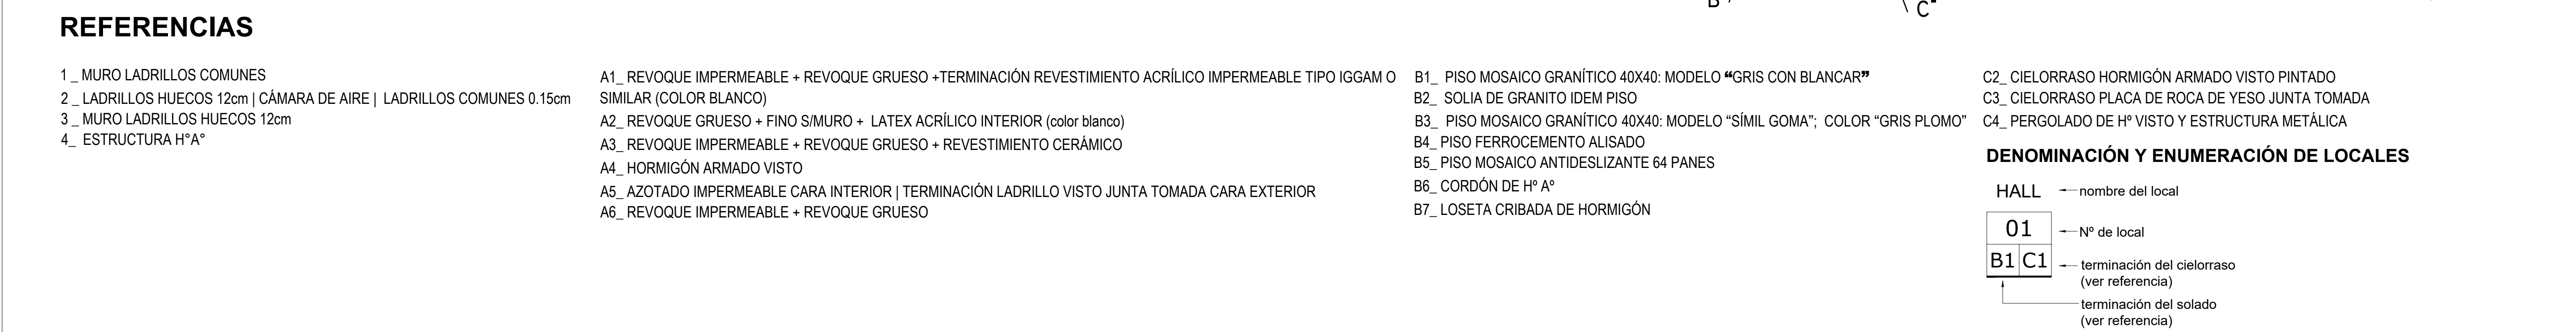 REFERENCIAS
1 _ MURO LADRILLOS COMUNES
2 _ LADRILLOS HUECOS 12cm | CÁMARA DE AIRE | LADRILLOS COMUNES 0.15cm
3 _ MURO LADRILLOS HUECOS 12cm
4_ ESTRUCTURA H°A°
A1_ REVOQUE IMPERMEABLE + REVOQUE GRUESO +TERMINACIÓN REVESTIMIENTO ACRÍLICO IMPERMEABLE TIPO IGGAM O
SIMILAR (COLOR BLANCO)
A2_ REVOQUE GRUESO + FINO S/MURO + LATEX ACRÍLICO INTERIOR (color blanco)
A3_ REVOQUE IMPERMEABLE + REVOQUE GRUESO + REVESTIMIENTO CERÁMICO
A4_ HORMIGÓN ARMADO VISTO
A5_ AZOTADO IMPERMEABLE CARA INTERIOR | TERMINACIÓN LADRILLO VISTO JUNTA TOMADA CARA EXTERIOR
A6_ REVOQUE IMPERMEABLE + REVOQUE GRUESO
B1_ PISO MOSAICO GRANÍTICO 40X40: MODELO “GRIS CON BLANCAR”
B2_ SOLIA DE GRANITO IDEM PISO
B3_ PISO MOSAICO GRANÍTICO 40X40: MODELO “SÍMIL GOMA”; COLOR “GRIS PLOMO”
B4_ PISO FERROCEMENTO ALISADO
B5_ PISO MOSAICO ANTIDESLIZANTE 64 PANES
B6_ CORDÓN DE Hº Aº
B7_ LOSETA CRIBADA DE HORMIGÓN
C2_ CIELORRASO HORMIGÓN ARMADO VISTO PINTADO
C3_ CIELORRASO PLACA DE ROCA DE YESO JUNTA TOMADA
C4_ PERGOLADO DE Hº VISTO Y ESTRUCTURA METÁLICA
DENOMINACIÓN Y ENUMERACIÓN DE LOCALES
HALL
nombre del local
01
Nº de local
B1 C1
terminación del cielorraso
(ver referencia)
terminación del solado
(ver referencia)